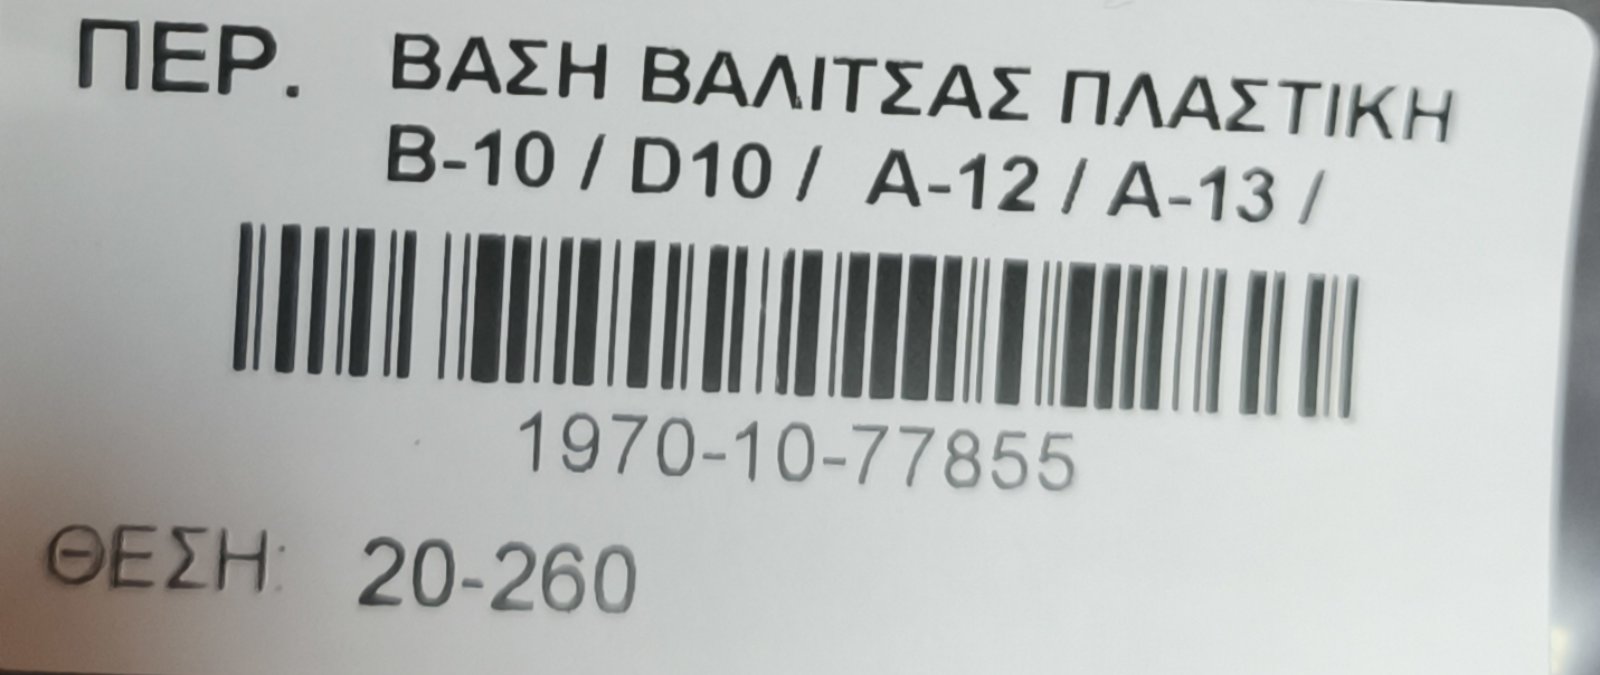 ΠΕΡ. ΒΑΣΗ ΒΑΛΙΤΣΑΣ ΠΛΑΣΤΙΚΗ
B-10 / D10 / A-12 / A-13 /
1970-10-77855
ΘΕΣΗ: 20-260